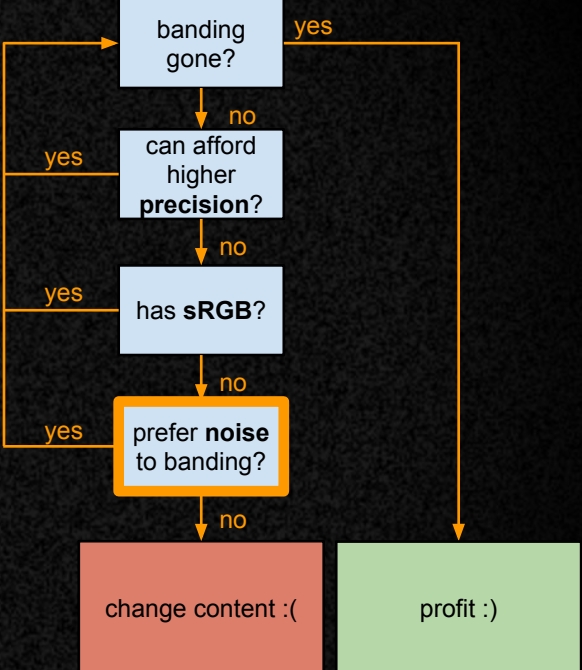 banding
gone?
yes
no
can afford
higher
precision?
yes
no
has sRGB?
yes
no
prefer noise
to banding?
yes
no
change content :(
profit :)